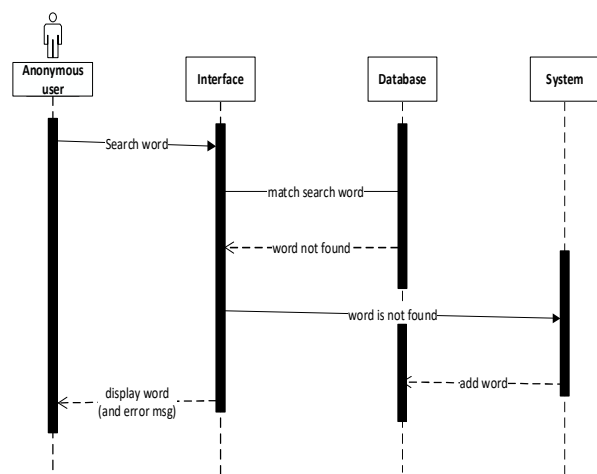 Anonymous
user
Interface
Database
System
Search word
match search word
word not found
word is not found
add word
display word
(and error msg)